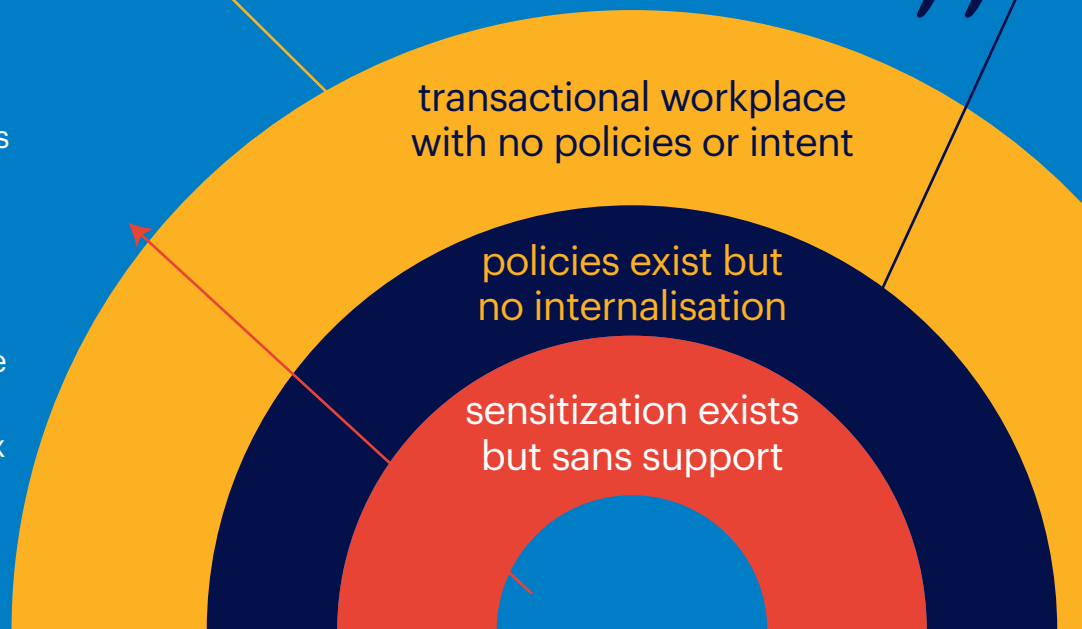 transactional workplace
with no policies or intent
policies exist but
no internalisation
sensitization exists
but sans support